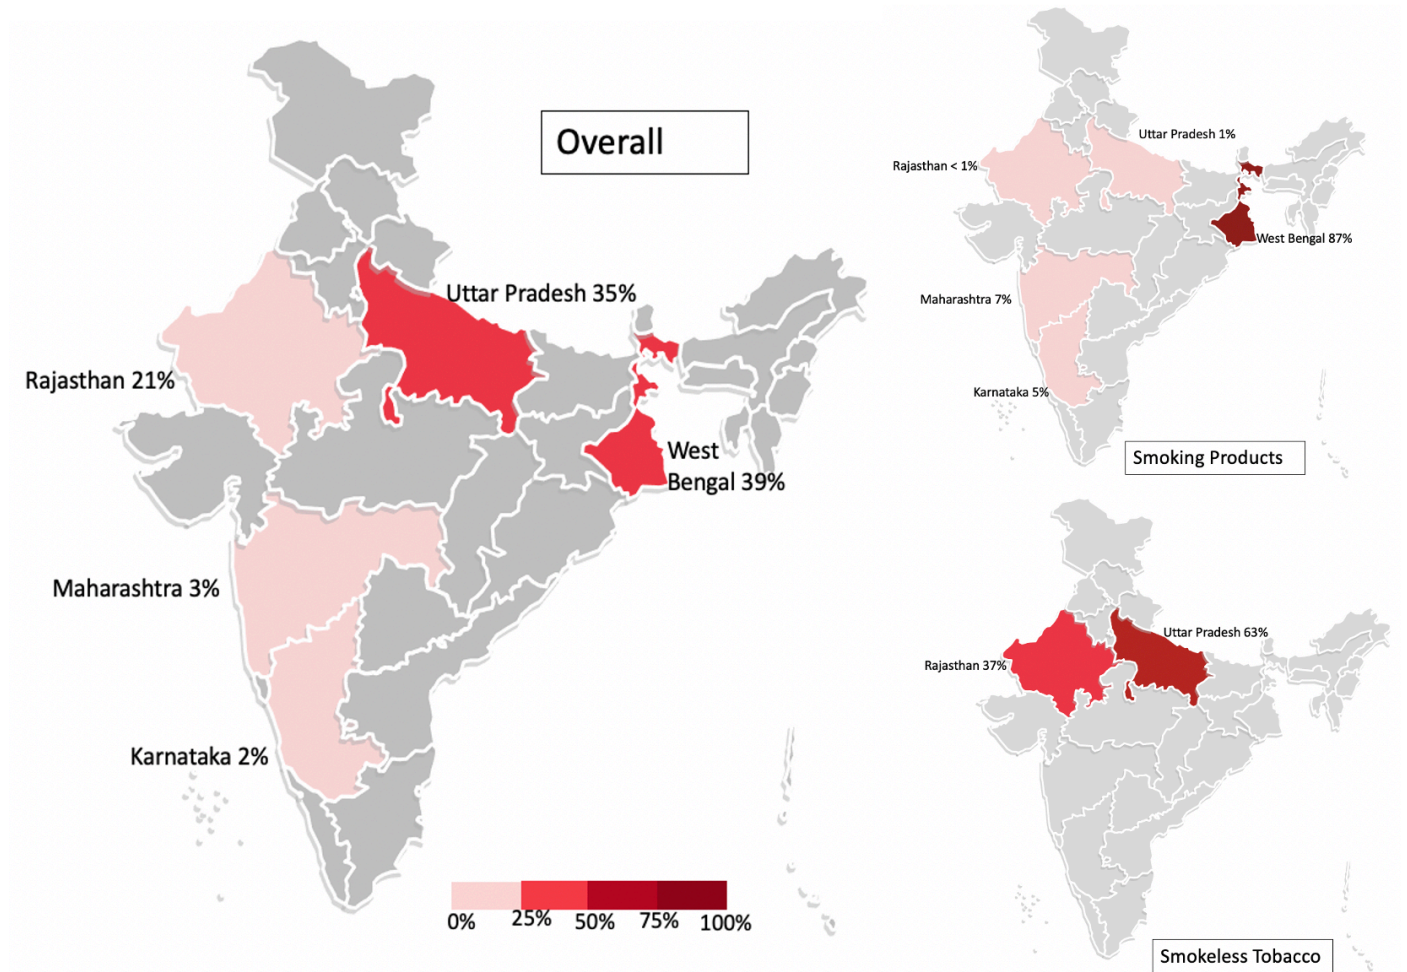 Overall
Uttar Pradesh 35%
Rajasthan 21%
West
Bengal 39%
Maharashtra 3%
Karnataka 2%
0% 25% 50% 75% 100%
Uttar Pradesh 1%
Rajasthan < 1%
West Bengal 87%
Maharashtra 7%
Karnataka 5%
Smoking Products
Uttar Pradesh 63%
Rajasthan 37%
Smokeless Tobacco